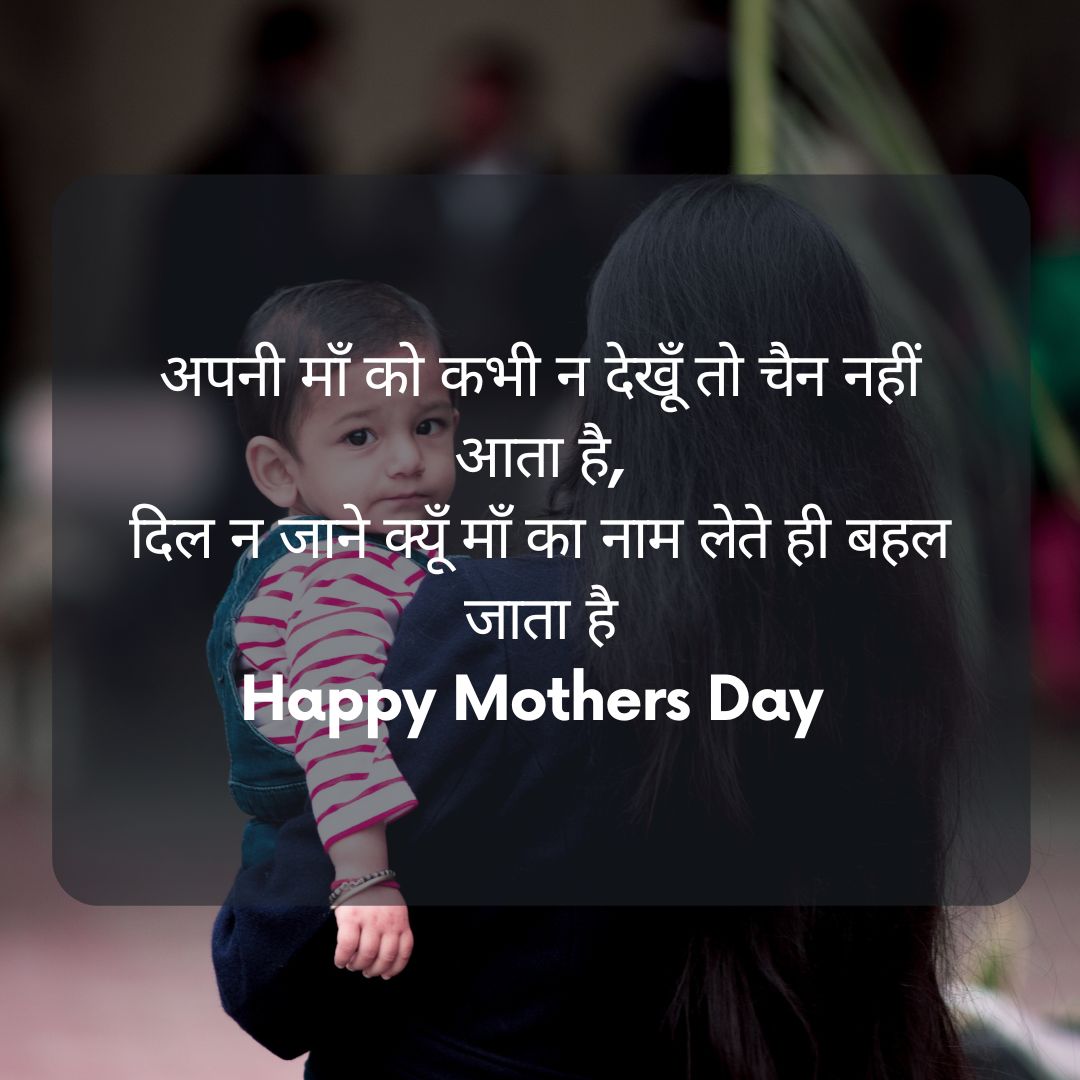 अपनी माँ को कभी न देखूँ तो चैन नहीं
आता है,
दिल न जाने क्यूँ माँ का नाम लेते ही बहल
जाता है
Happy Mothers Day